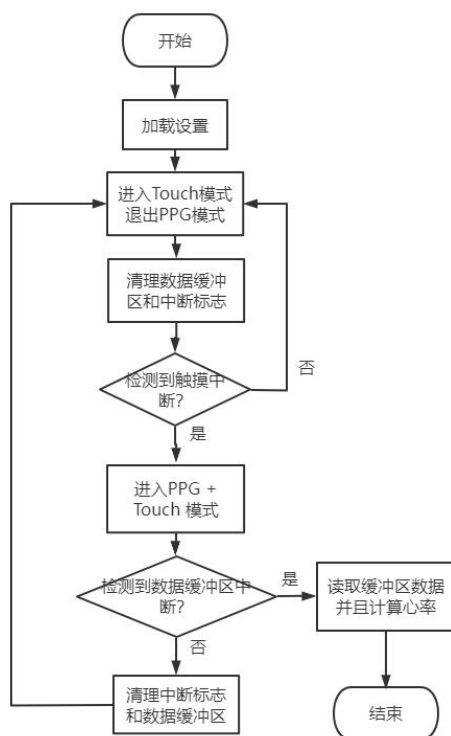 开始
加载设置
进入Touch模式
退出PPG模式
清理数据缓冲
区和中断标志
检测到触摸中
断?
否
是
进入PPG +
Touch 模式
检测到数据缓冲区中
断?
是
读取缓冲区数据
并且计算心率
否
清理中断标志
和数据缓冲区
结束